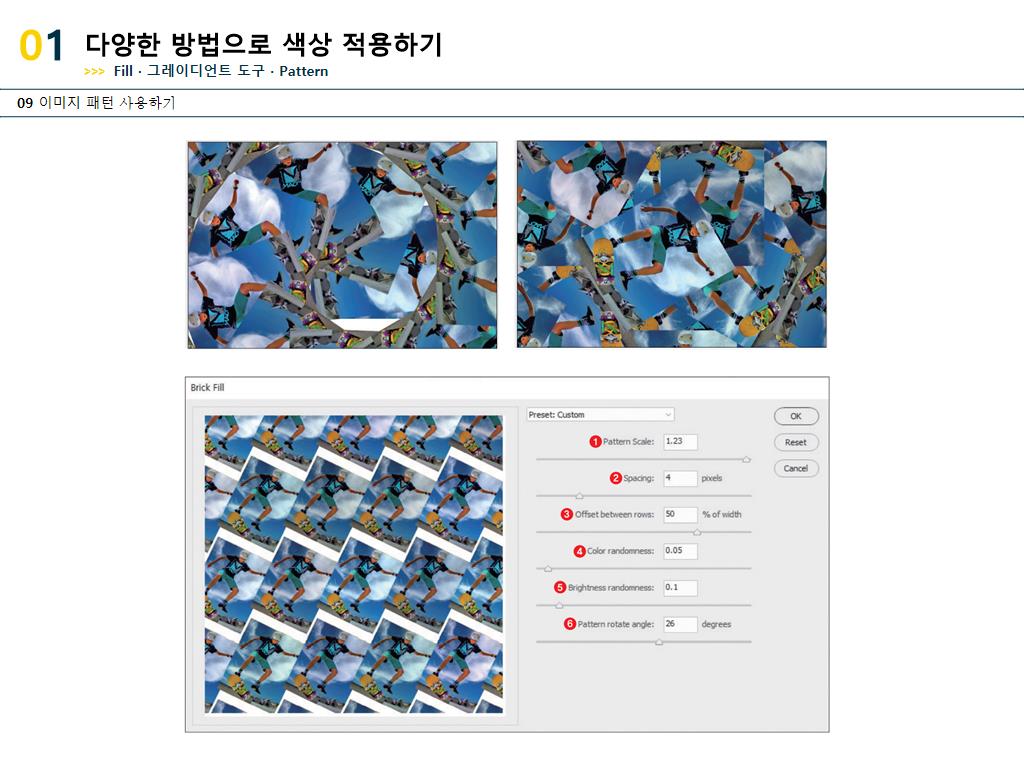 01 다양한 방법으로 색상 적용하기
>>> Fill · 그레이디언트 도구 · Pattern
09 이미지 패턴 사용하기
Brick Fill
Preset: Custom
OK
1 Pattern Scale: 1.23
Reset
Cancel
2 Spacing: 4 pixels
3 Offset between rows: 50 % of width
4 Color randomness: 0.05
5 Brightness randomness: 0.1
6 Pattern rotate angle: 26 degrees